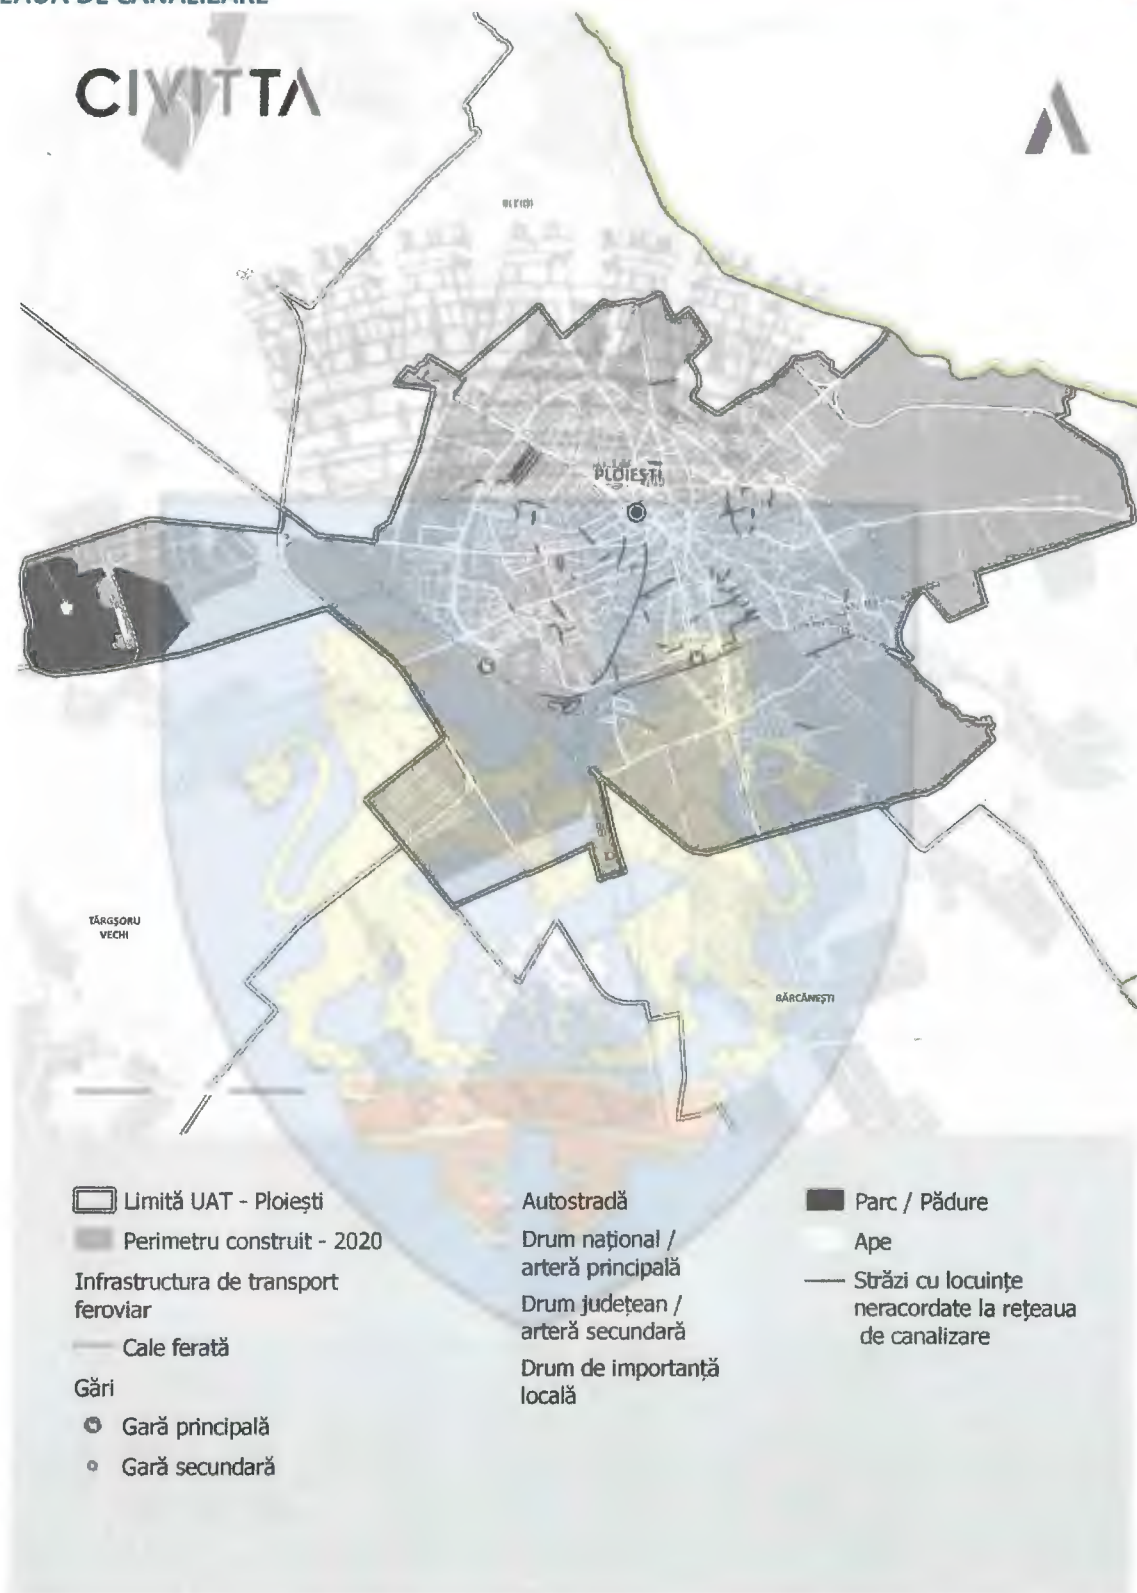 DE CANALIZARE
CIVITTA
PLOIEȘTI
TÂRGȘORU
VECHI
BĂRCĂNEȘTI
Limită UAT - Ploiești
Perimetru construit - 2020
Infrastructura de transport
feroviar
Cale ferată
Gări
Gară principală
Gară secundară
Autostradă
Drum național /
arteră principală
Drum județean /
arteră secundară
Drum de importanță
locală
Parc / Pădure
Ape
Străzi cu locuințe
neracordate la rețeaua
de canalizare